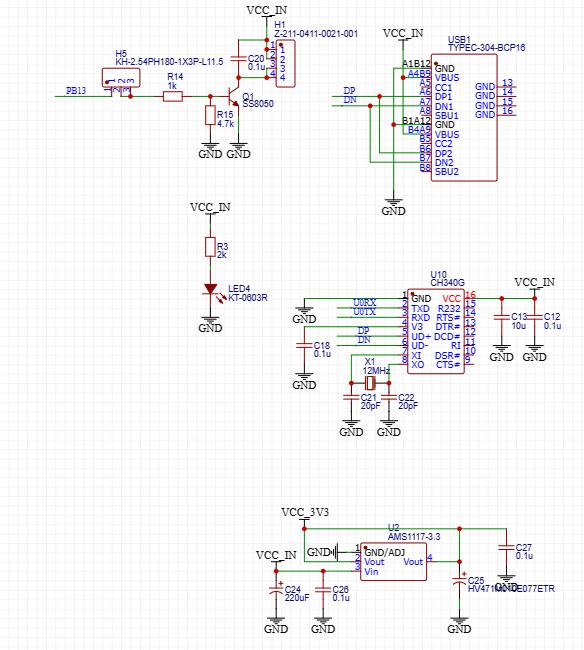 VCC_IN
H1
Z-211-0411-0021-001
C20
0.1u
1
2
3
4
1
2
3
4
H5
KH-2.54PH180-1X3P-L11.5
1
2
3
1
2
3
PB13
R14
1k
Q1
SS8050
R15
4.7k
GND
GND
VCC_IN
USB1
TYPEC-304-BCP16
A1B12 GND
A4B9 VBUS
A5 CC1
A6 DP1
A7 DN1
A8 SBU1
B1A12 GND
B4A9 VBUS
B5 CC2
B6 DP2
B7 DN2
B8 SBU2
GND 13
GND 14
GND 15
GND 16
DP
DN
GND
VCC_IN
R3
2k
LED4
KT-0603R
GND
U10
CH340G
1 GND VCC 16
2 TXD R232 15
3 RXD RTS# 14
4 V3 DTR# 13
5 UD+ DCD# 12
6 UD- RI 11
7 XI DSR# 10
8 XO CTS# 9
U0RX
U0TX
DP
DN
GND
C18
0.1u
GND
X1
12MHz
C21
20pF
C22
20pF
GND
GND
VCC_IN
C13
10u
C12
0.1u
GND
GND
VCC_3V3
U2
AMS1117-3.3
GND
1 GND/ADJ
2 Vout Vout 4
3 Vin
VCC_IN
C24
220uF
C26
0.1u
GND
GND
C27
0.1u
GND
C25
GND